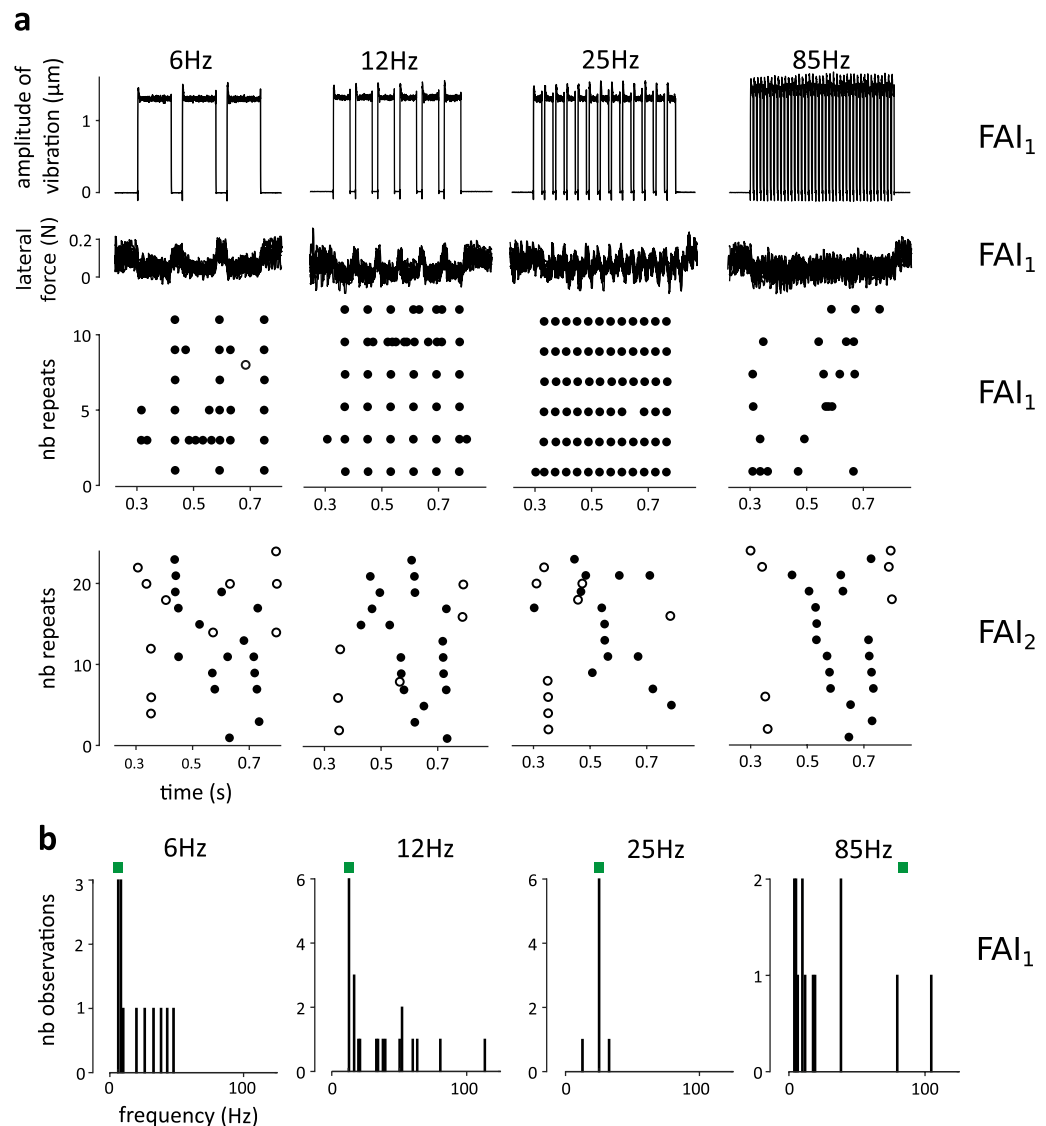 a
6Hz 12Hz 25Hz 85Hz
amplitude of
vibration (µm)
1
0
FAI1
lateral
force (N)
0.2
0
FAI1
nb repeats
10
5
0
0.3 0.5 0.7 0.3 0.5 0.7 0.3 0.5 0.7 0.3 0.5 0.7
FAI1
nb repeats
20
10
0
0.3 0.5 0.7 0.3 0.5 0.7 0.3 0.5 0.7 0.3 0.5 0.7
time (s)
FAI2
b
6Hz 12Hz 25Hz 85Hz
nb observations
3
2
1
0
0 100
6
4
2
0
0 100
6
4
2
0
0 100
2
1
0
0 100
frequency (Hz)
FAI1